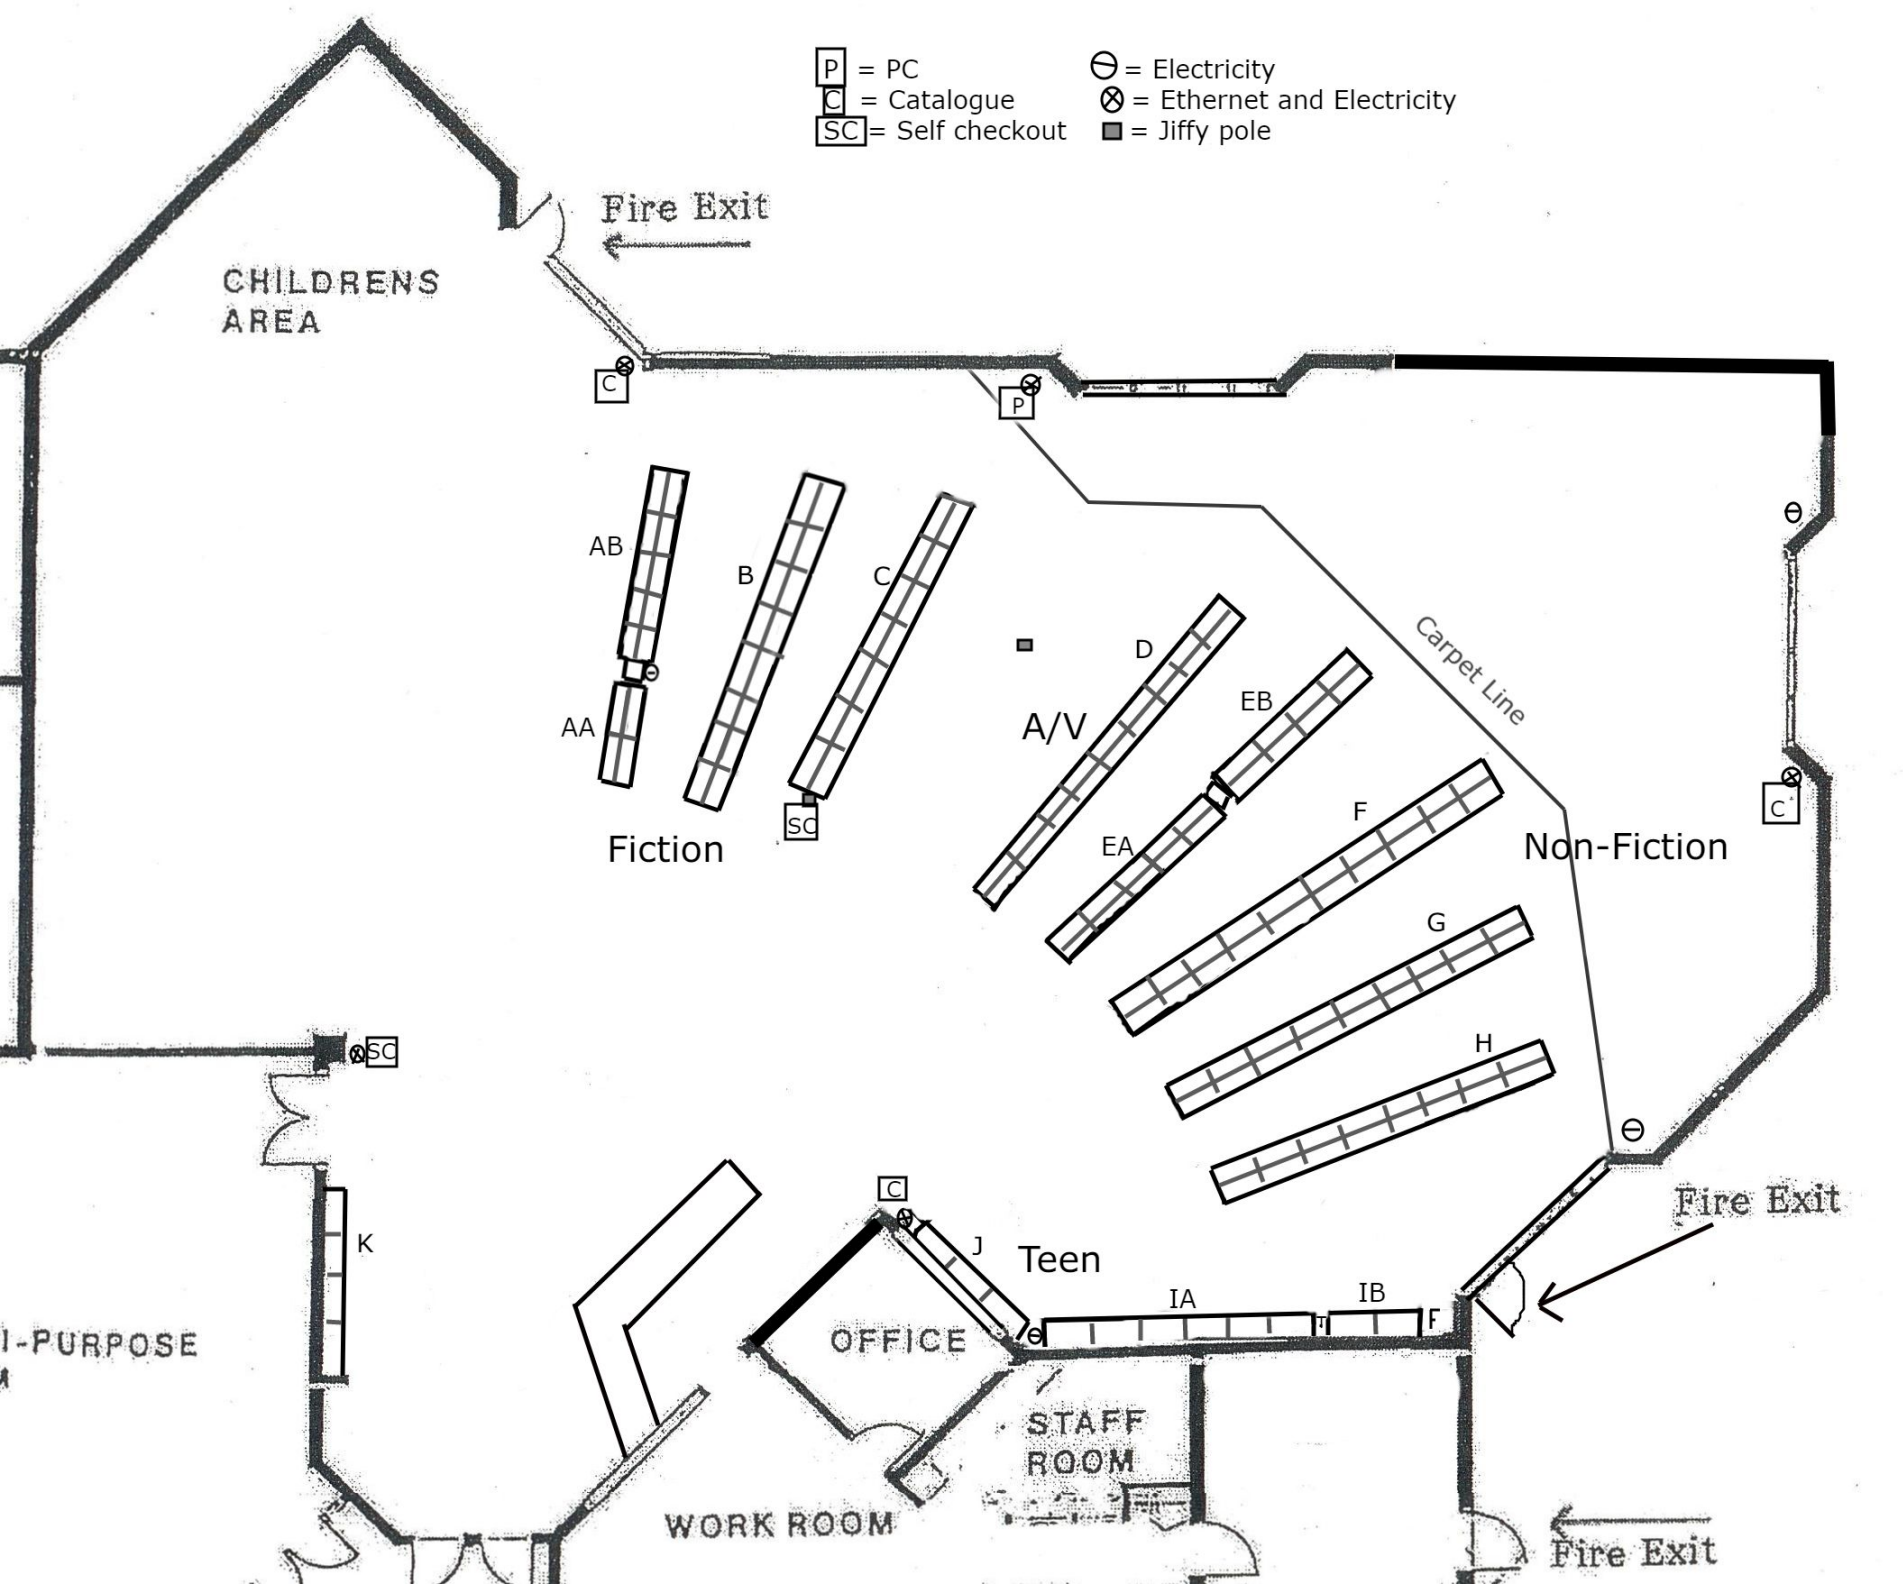 P = PC
C = Catalogue
SC = Self checkout
= Electricity
= Ethernet and Electricity
= Jiffy pole
Fire Exit
CHILDRENS
AREA
C
P
AB
B
C
D
Carpet Line
EB
A/V
AA
C
SC
F
Fiction
EA
Non-Fiction
G
H
SC
C
Fire Exit
K
J
Teen
IA
IB
T
F
I-PURPOSE
M
OFFICE
STAFF
ROOM
WORK ROOM
Fire Exit